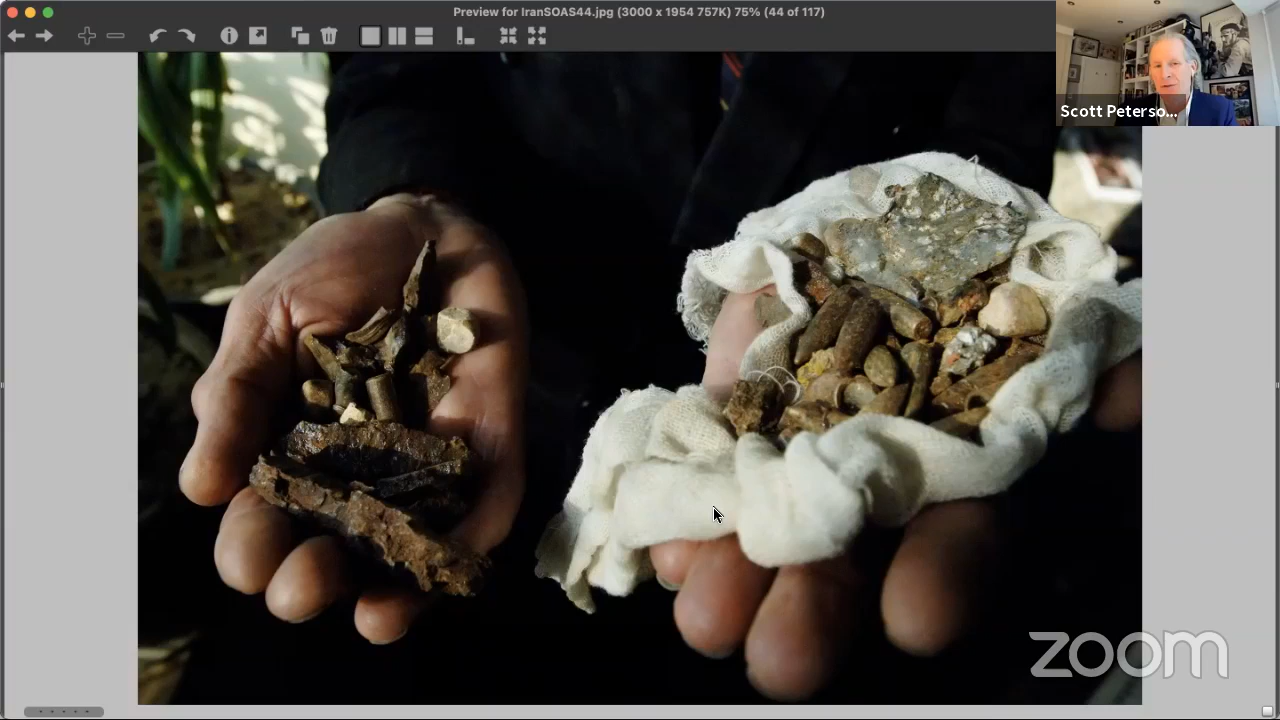 Preview for IranSOAS44.jpg (3000 x 1954 757K) 75% (44 of 117)
Scott Peterso...
zoom